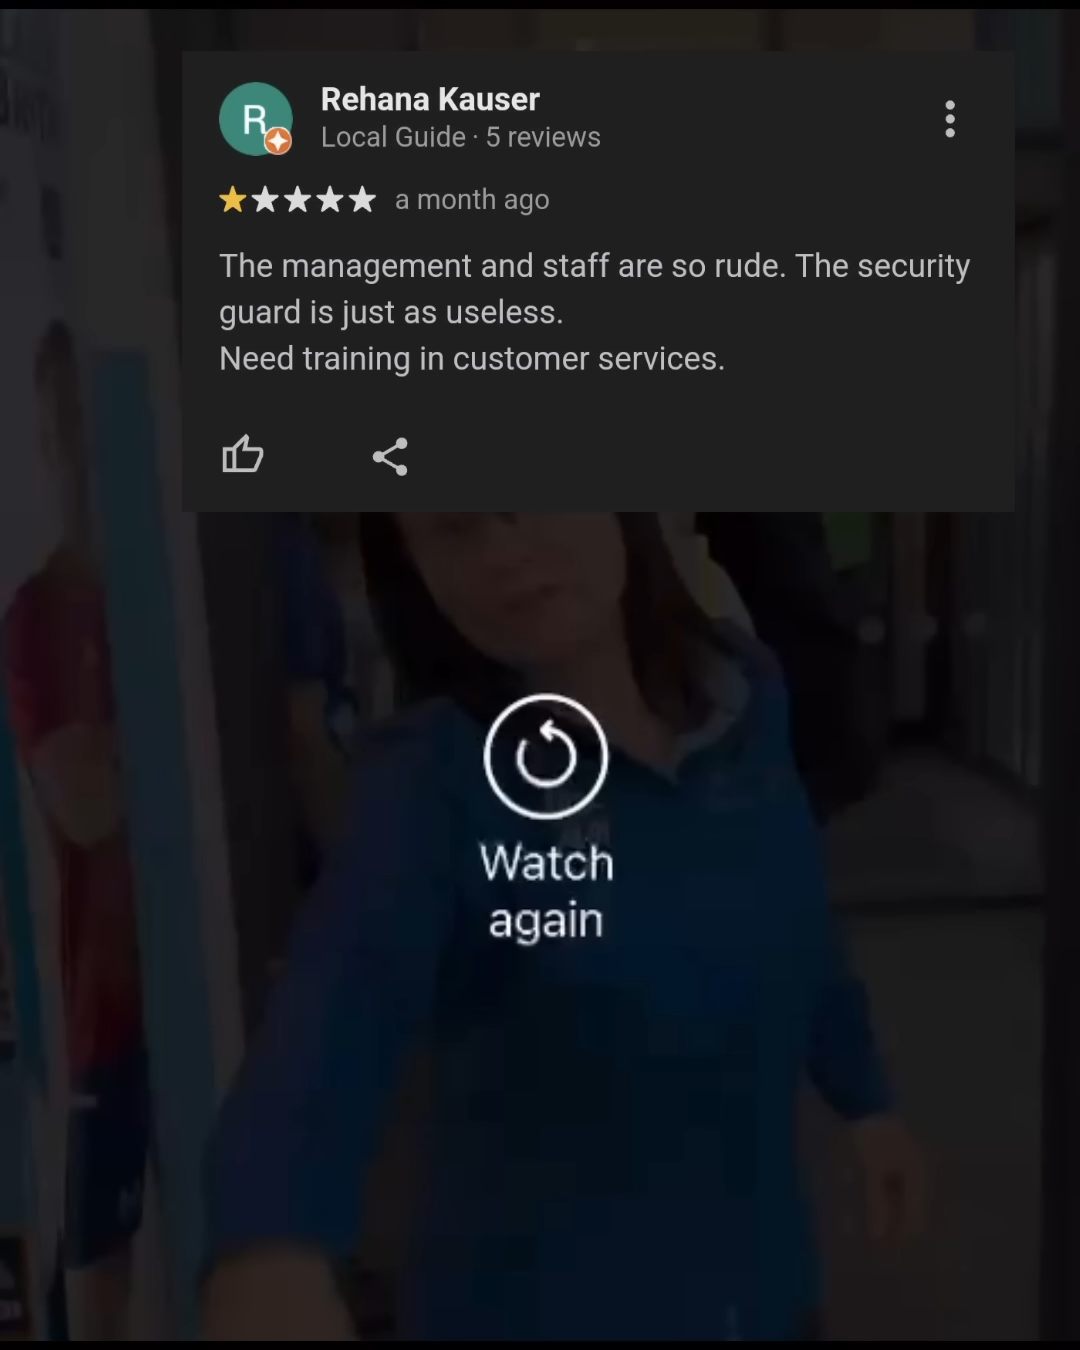 R
Rehana Kauser
Local Guide · 5 reviews
a month ago
The management and staff are so rude. The security
guard is just as useless.
Need training in customer services.
Watch
again